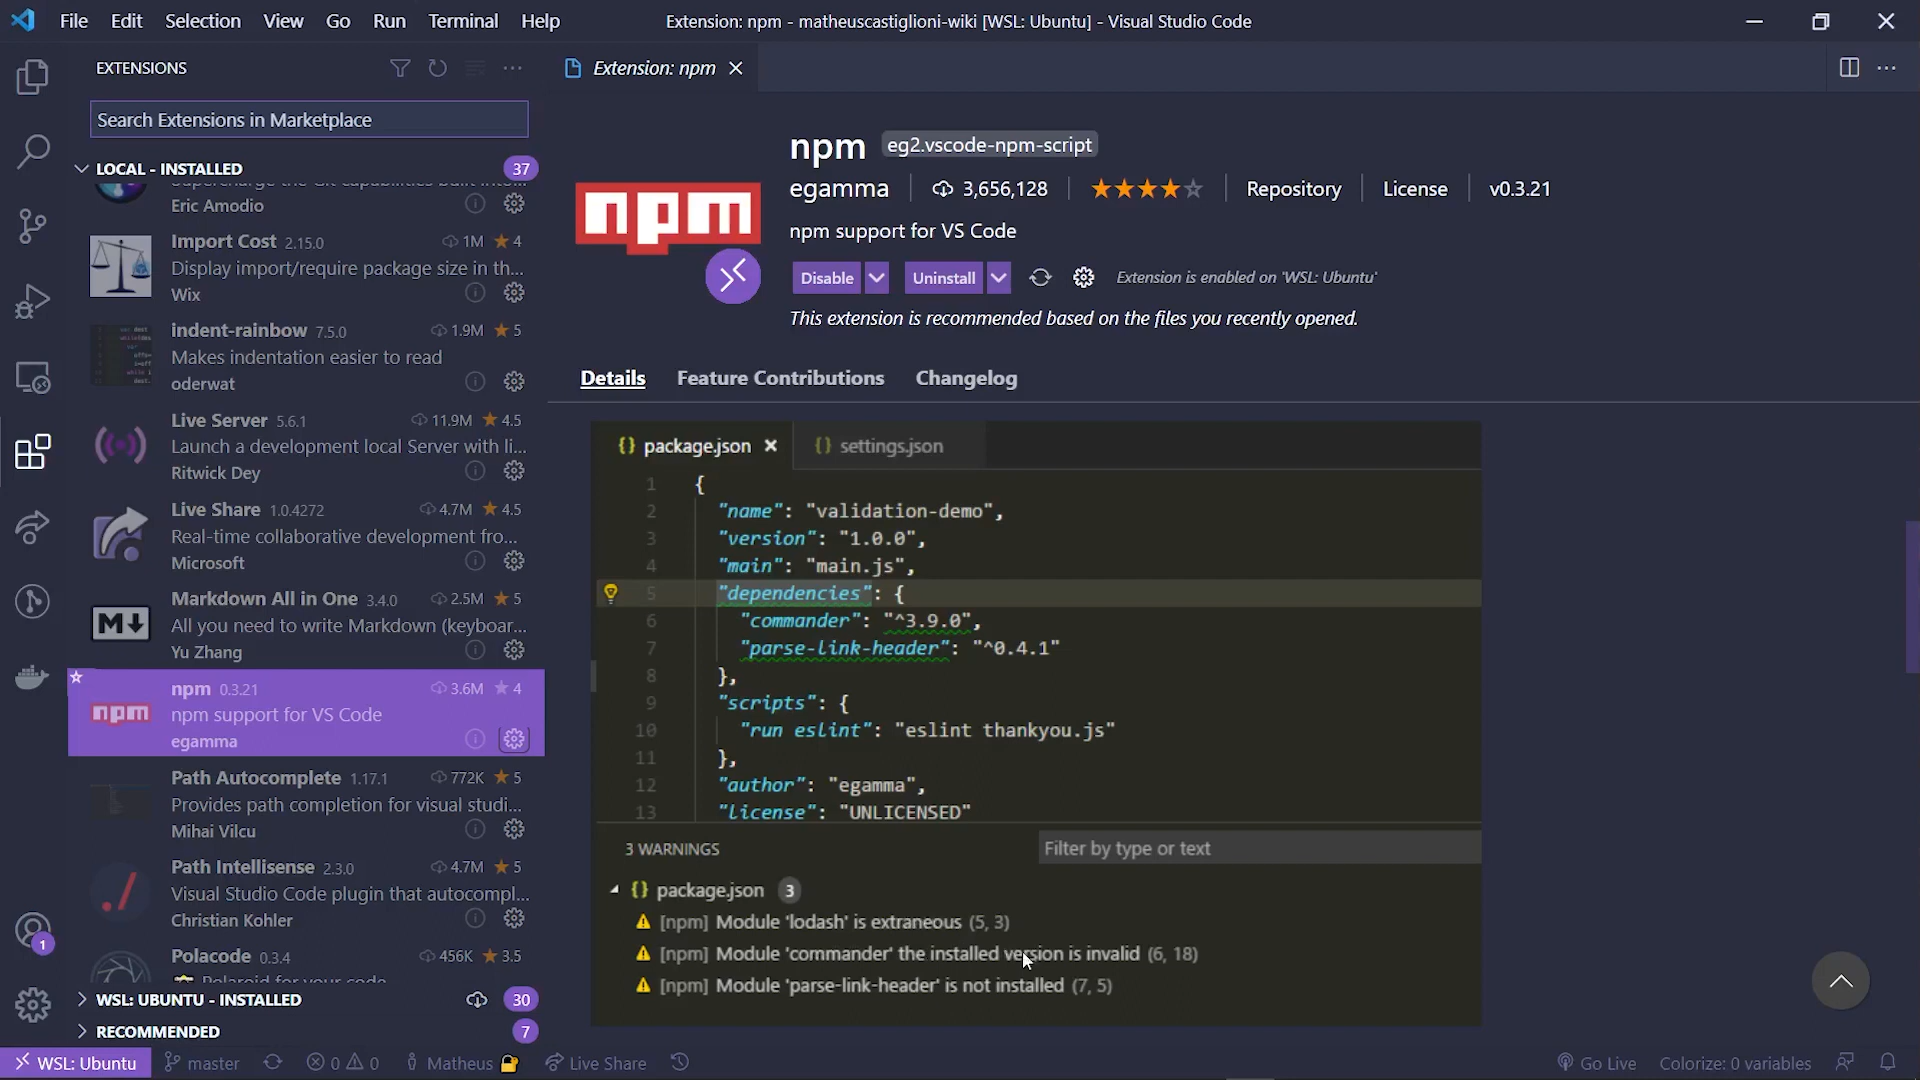 File Edit Selection View Go Run Terminal Help
Extension: npm - matheuscastiglioni-wiki [WSL: Ubuntu] - Visual Studio Code
EXTENSIONS
Extension: npm
Search Extensions in Marketplace
LOCAL - INSTALLED 37
Eric Amodio
Import Cost 2.15.0 1M 4
Display import/require package size in th...
Wix
indent-rainbow 7.5.0 1.9M 5
Makes indentation easier to read
oderwat
Live Server 5.6.1 11.9M 4.5
Launch a development local Server with li...
Ritwick Dey
Live Share 1.0.4272 4.7M 4.5
Real-time collaborative development fro...
Microsoft
Markdown All in One 3.4.0 2.5M 5
All you need to write Markdown (keyboar...
Yu Zhang
npm 0.3.21 3.6M 4
npm support for VS Code
egamma
Path Autocomplete 1.17.1 772K 5
Provides path completion for visual studi...
Mihai Vilcu
Path Intellisense 2.3.0 4.7M 5
Visual Studio Code plugin that autocompl...
Christian Kohler
Polacode 0.3.4 456K 3.5
WSL: UBUNTU - INSTALLED 30
RECOMMENDED 7
1
npm
npm eg2.vscode-npm-script
egamma 3,656,128 Repository License v0.3.21
npm support for VS Code
Disable Uninstall Extension is enabled on 'WSL: Ubuntu'
This extension is recommended based on the files you recently opened.
Details Feature Contributions Changelog
{} package.json × {} settings.json
1 {
2 "name": "validation-demo",
3 "version": "1.0.0",
4 "main": "main.js",
5 "dependencies": {
6 "commander": "^3.9.0",
7 "parse-link-header": "^0.4.1"
8 },
9 "scripts": {
10 "run eslint": "eslint thankyou.js"
11 },
12 "author": "egamma",
13 "license": "UNLICENSED"
3 WARNINGS Filter by type or text
{} package.json 3
[npm] Module 'lodash' is extraneous (5, 3)
[npm] Module 'commander' the installed version is invalid (6, 18)
[npm] Module 'parse-link-header' is not installed (7, 5)
WSL: Ubuntu master 0 0 Matheus Live Share Go Live Colorize: 0 variables